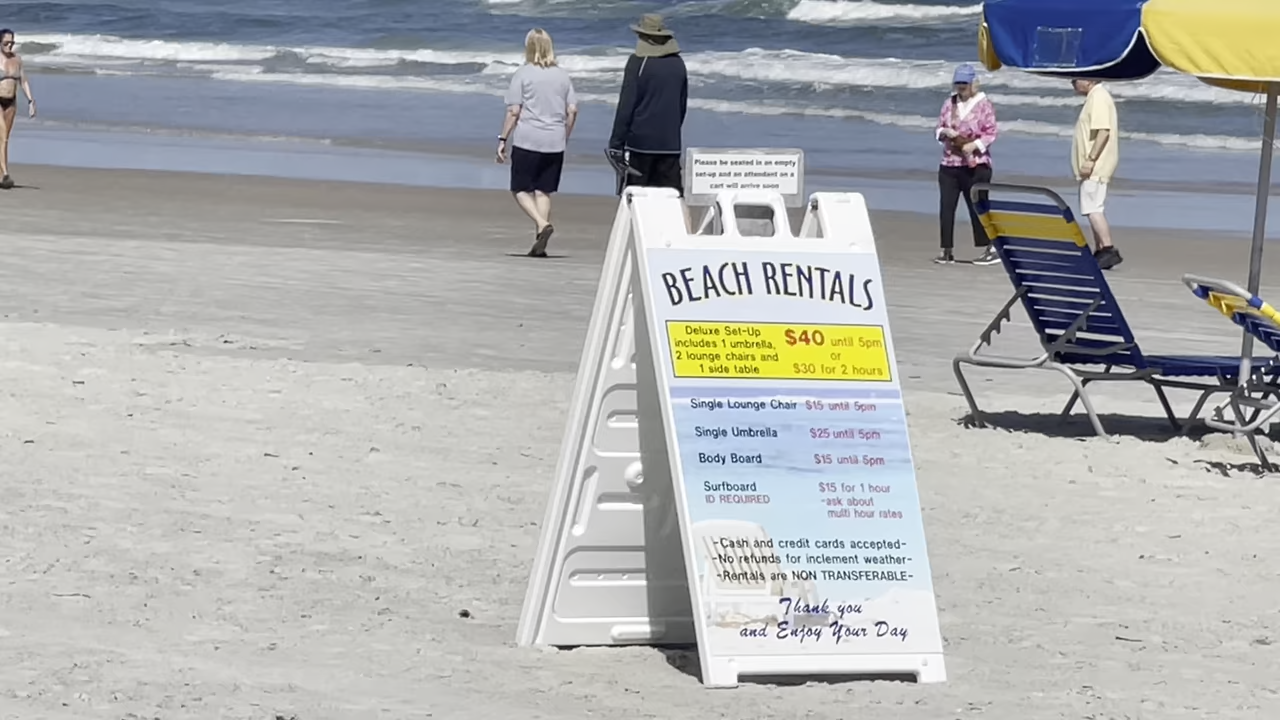 Please be seated in an empty
set-up and an attendant on a
cart will arrive soon
BEACH RENTALS
Deluxe Set-Up
includes 1 umbrella,
2 lounge chairs and
1 side table
$40 until 5pm
or
$30 for 2 hours
Single Lounge Chair $15 until 5pm
Single Umbrella $25 until 5pm
Body Board $15 until 5pm
Surfboard $15 for 1 hour
ID REQUIRED -ask about
multi hour rates
-Cash and credit cards accepted-
-No refunds for inclement weather-
-Rentals are NON TRANSFERABLE-
Thank you
and Enjoy Your Day